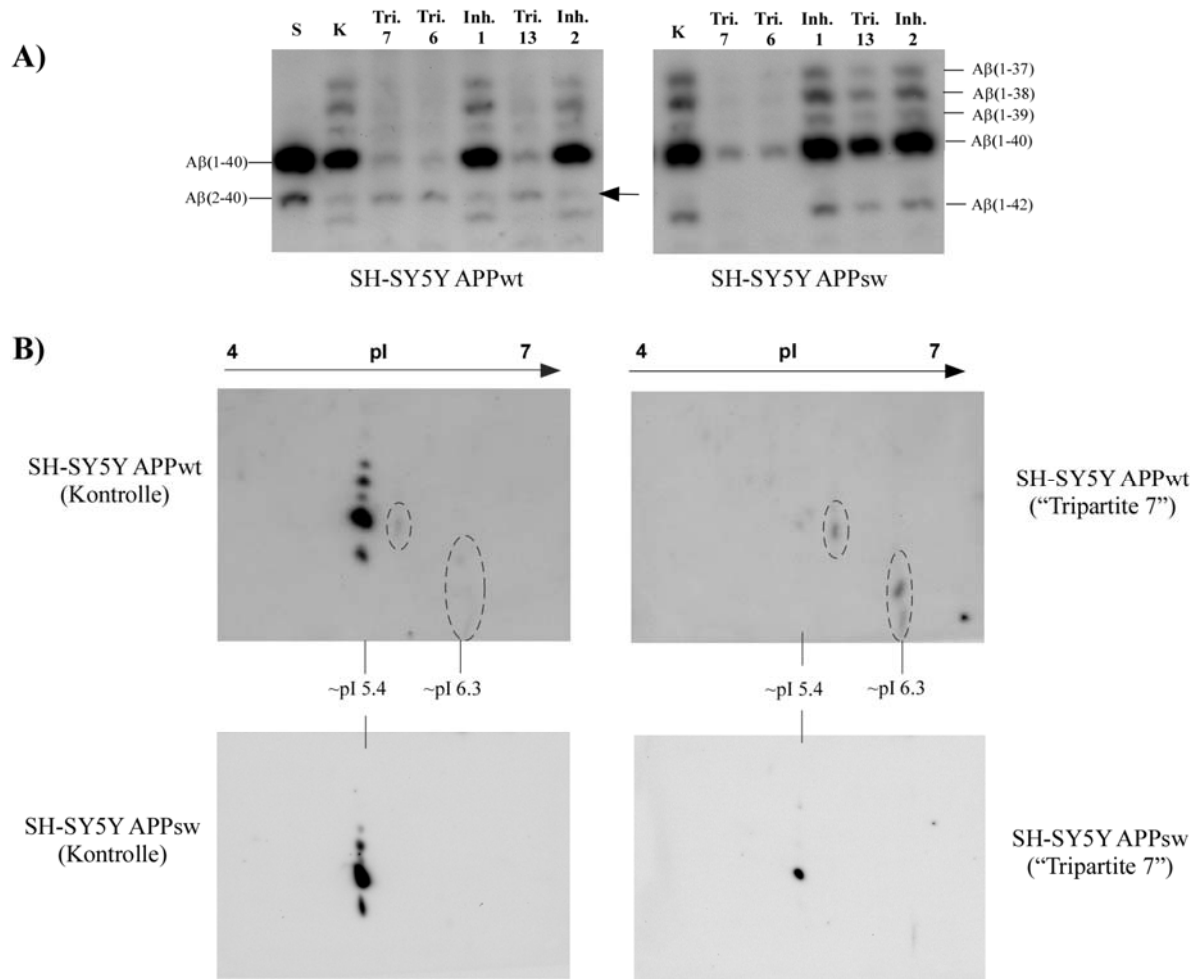 A)
S K Tri. 7 Tri. 6 Inh. 1 Tri. 13 Inh. 2
Aβ(1-40)
Aβ(2-40)
SH-SY5Y APPwt
K Tri. 7 Tri. 6 Inh. 1 Tri. 13 Inh. 2
Aβ(1-37)
Aβ(1-38)
Aβ(1-39)
Aβ(1-40)
Aβ(1-42)
SH-SY5Y APPsw
B)
4 pI 7
4 pI 7
SH-SY5Y APPwt
(Kontrolle)
SH-SY5Y APPwt
(“Tripartite 7”)
~pI 5.4 ~pI 6.3
~pI 5.4 ~pI 6.3
SH-SY5Y APPsw
(Kontrolle)
SH-SY5Y APPsw
(“Tripartite 7”)